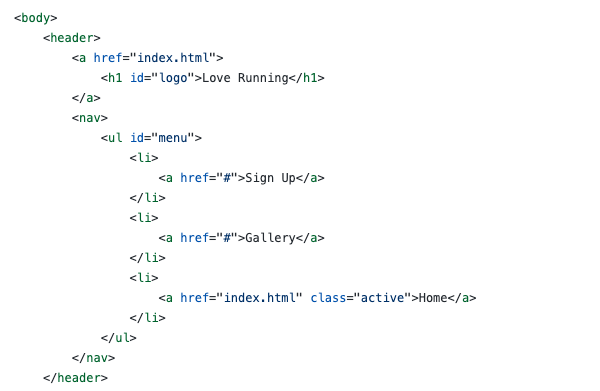 <body>
    <header>
        <a href="index.html">
            <h1 id="logo">Love Running</h1>
        </a>
        <nav>
            <ul id="menu">
                <li>
                    <a href="#">Sign Up</a>
                </li>
                <li>
                    <a href="#">Gallery</a>
                </li>
                <li>
                    <a href="index.html" class="active">Home</a>
                </li>
            </ul>
        </nav>
    </header>